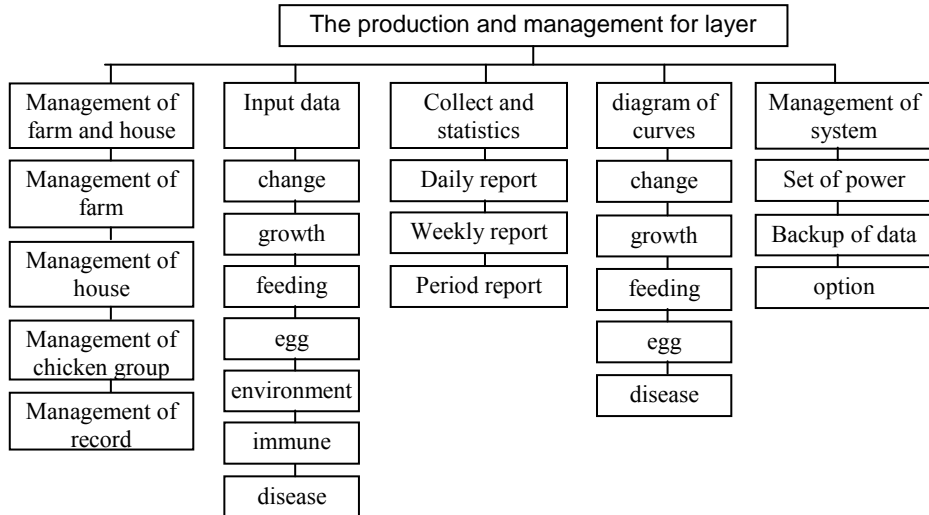 The production and management for layer
Management of
farm and house
Management of
farm
Management of
house
Management of
chicken group
Management of
record
Input data
change
growth
feeding
egg
environment
immune
disease
Collect and
statistics
Daily report
Weekly report
Period report
diagram of
curves
change
growth
feeding
egg
disease
Management of
system
Set of power
Backup of data
option